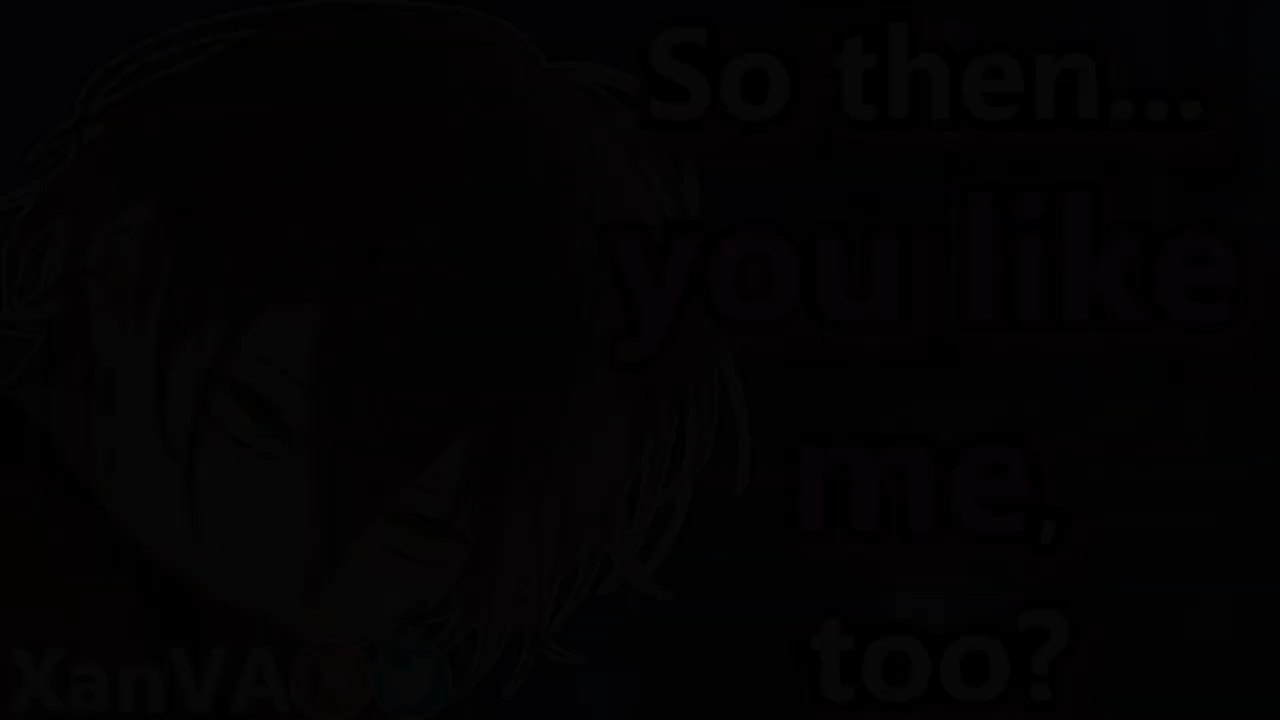 So then...
you like
me,
too?
XanVA